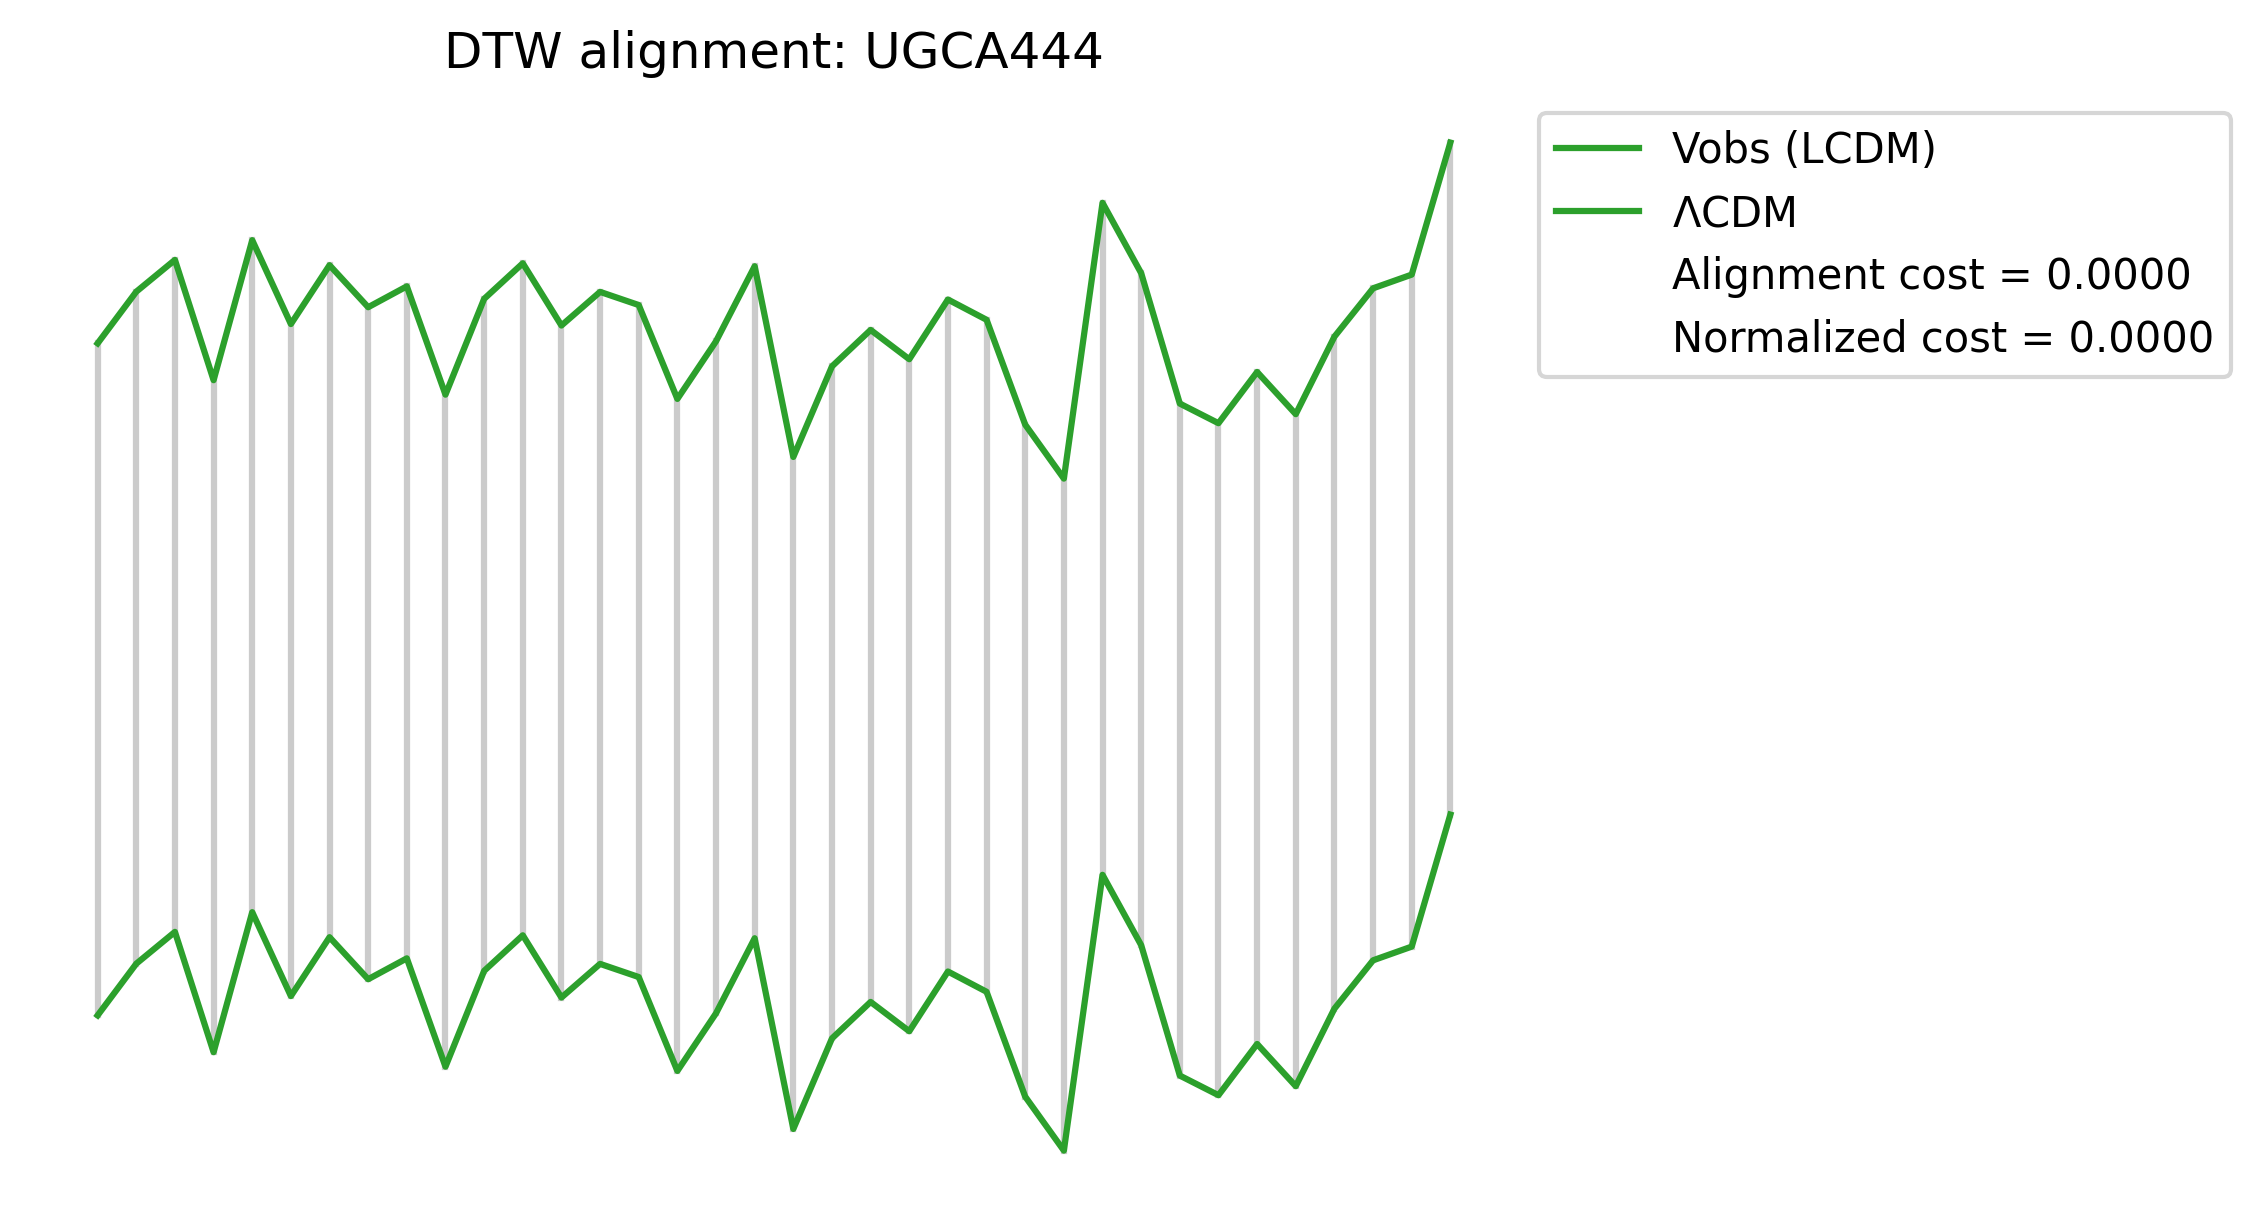 DTW alignment: UGCA444
Vobs (LCDM)
ΛCDM
Alignment cost = 0.0000
Normalized cost = 0.0000